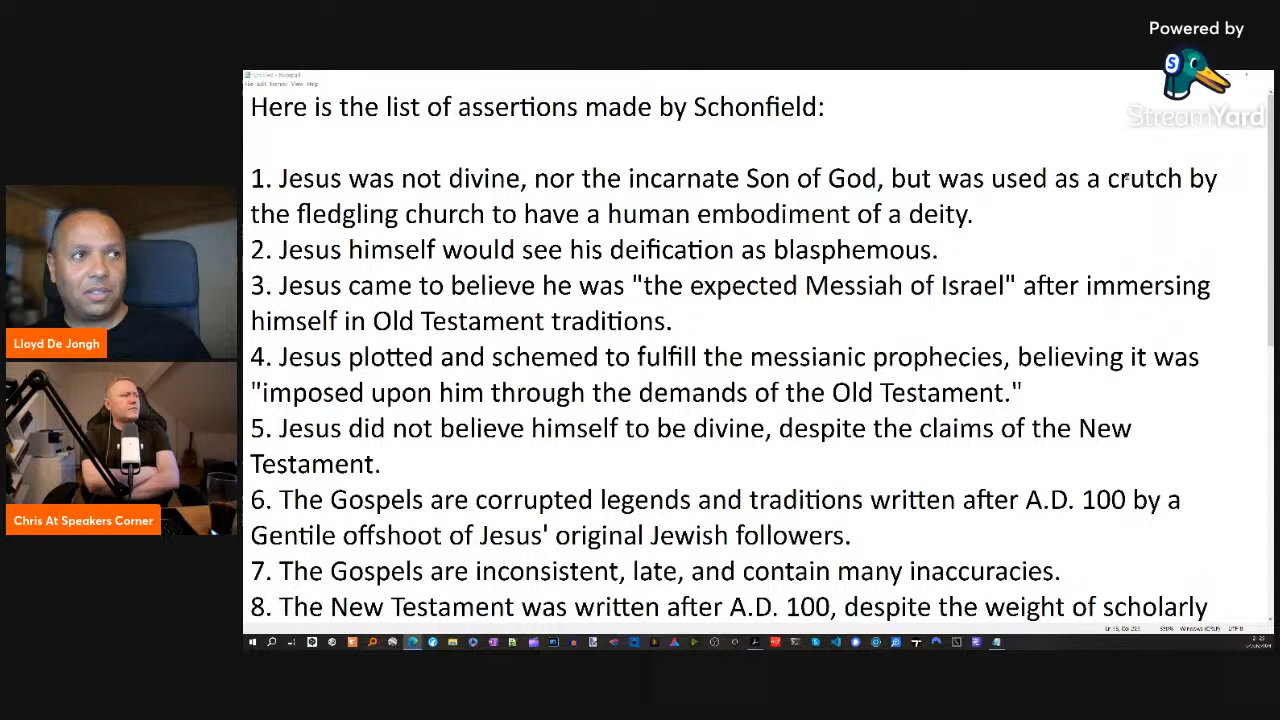 Powered by
S
StreamYard
File Edit Format View Help
Here is the list of assertions made by Schonfield:
1. Jesus was not divine, nor the incarnate Son of God, but was used as a crutch by
the fledgling church to have a human embodiment of a deity.
2. Jesus himself would see his deification as blasphemous.
3. Jesus came to believe he was "the expected Messiah of Israel" after immersing
himself in Old Testament traditions.
4. Jesus plotted and schemed to fulfill the messianic prophecies, believing it was
"imposed upon him through the demands of the Old Testament."
5. Jesus did not believe himself to be divine, despite the claims of the New
Testament.
6. The Gospels are corrupted legends and traditions written after A.D. 100 by a
Gentile offshoot of Jesus' original Jewish followers.
7. The Gospels are inconsistent, late, and contain many inaccuracies.
8. The New Testament was written after A.D. 100, despite the weight of scholarly
Lloyd De Jongh
Chris At Speakers Corner
Windows (CRLF)